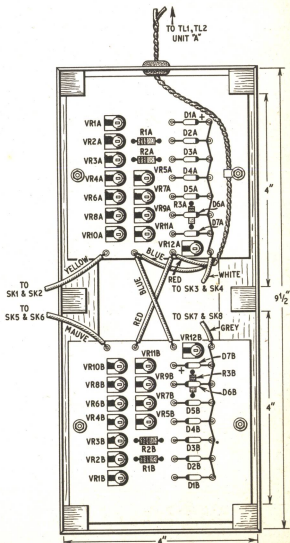 TO TL1, TL2
UNIT "A"
VR1A
D1A
+
VR2A
R1A
D2A
VR3A
R2A
D3A
VR4A
VR5A
D4A
VR6A
VR7A
D5A
VR8A
VR9A
R3A
D6A
VR10A
VR11A
D7A
VR12A
4"
YELLOW
BLUE
RED
WHITE
TO
SK1 & SK2
TO SK3 & SK4
BLUE
RED
9½"
TO
SK5 & SK6
MAUVE
TO SK7 & SK8
GREY
VR12B
VR11B
D7B
+
VR10B
VR9B
R3B
VR8B
D6B
VR7B
VR6B
D5B
VR5B
VR4B
D4B
VR3B
R2B
D3B
VR2B
R1B
D2B
VR1B
D1B
4"
4"